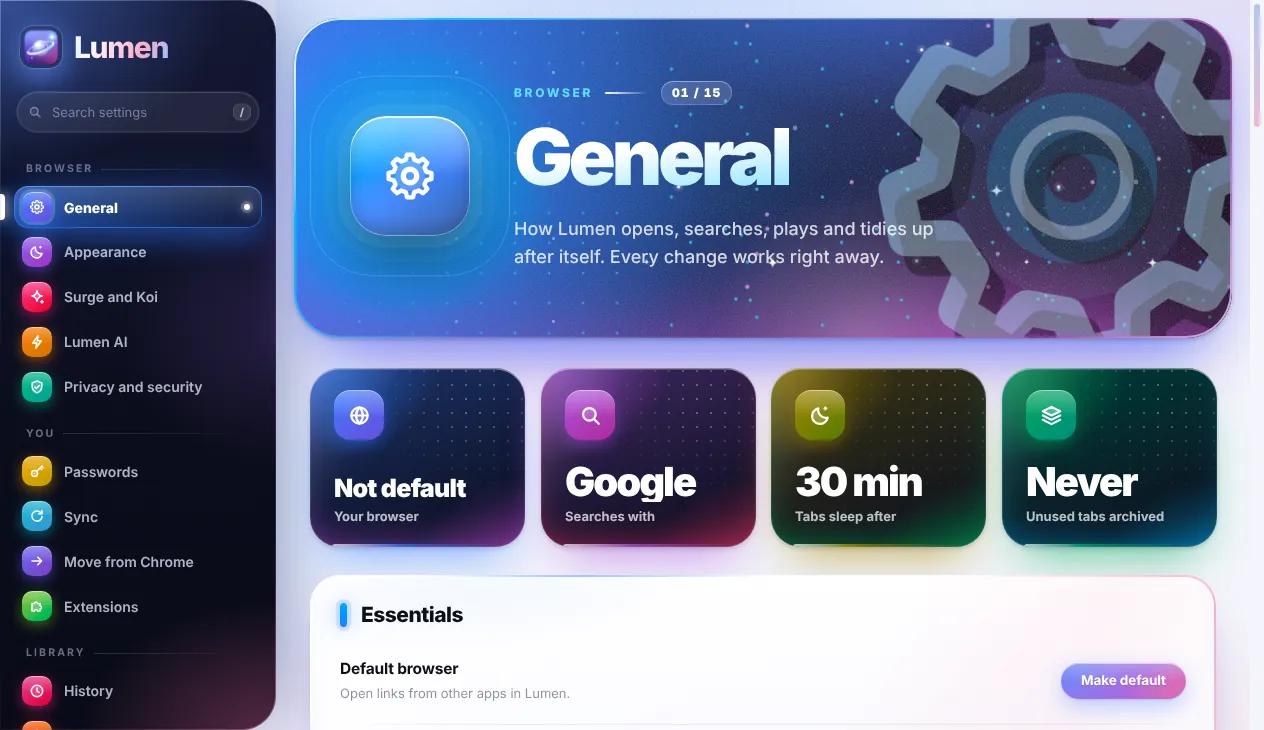 Lumen
Search settings /
BROWSER
General
Appearance
Surge and Koi
Lumen AI
Privacy and security
YOU
Passwords
Sync
Move from Chrome
Extensions
LIBRARY
History
BROWSER 01 / 15
General
How Lumen opens, searches, plays and tidies up
after itself. Every change works right away.
Not default
Your browser
Google
Searches with
30 min
Tabs sleep after
Never
Unused tabs archived
Essentials
Default browser
Open links from other apps in Lumen.
Make default